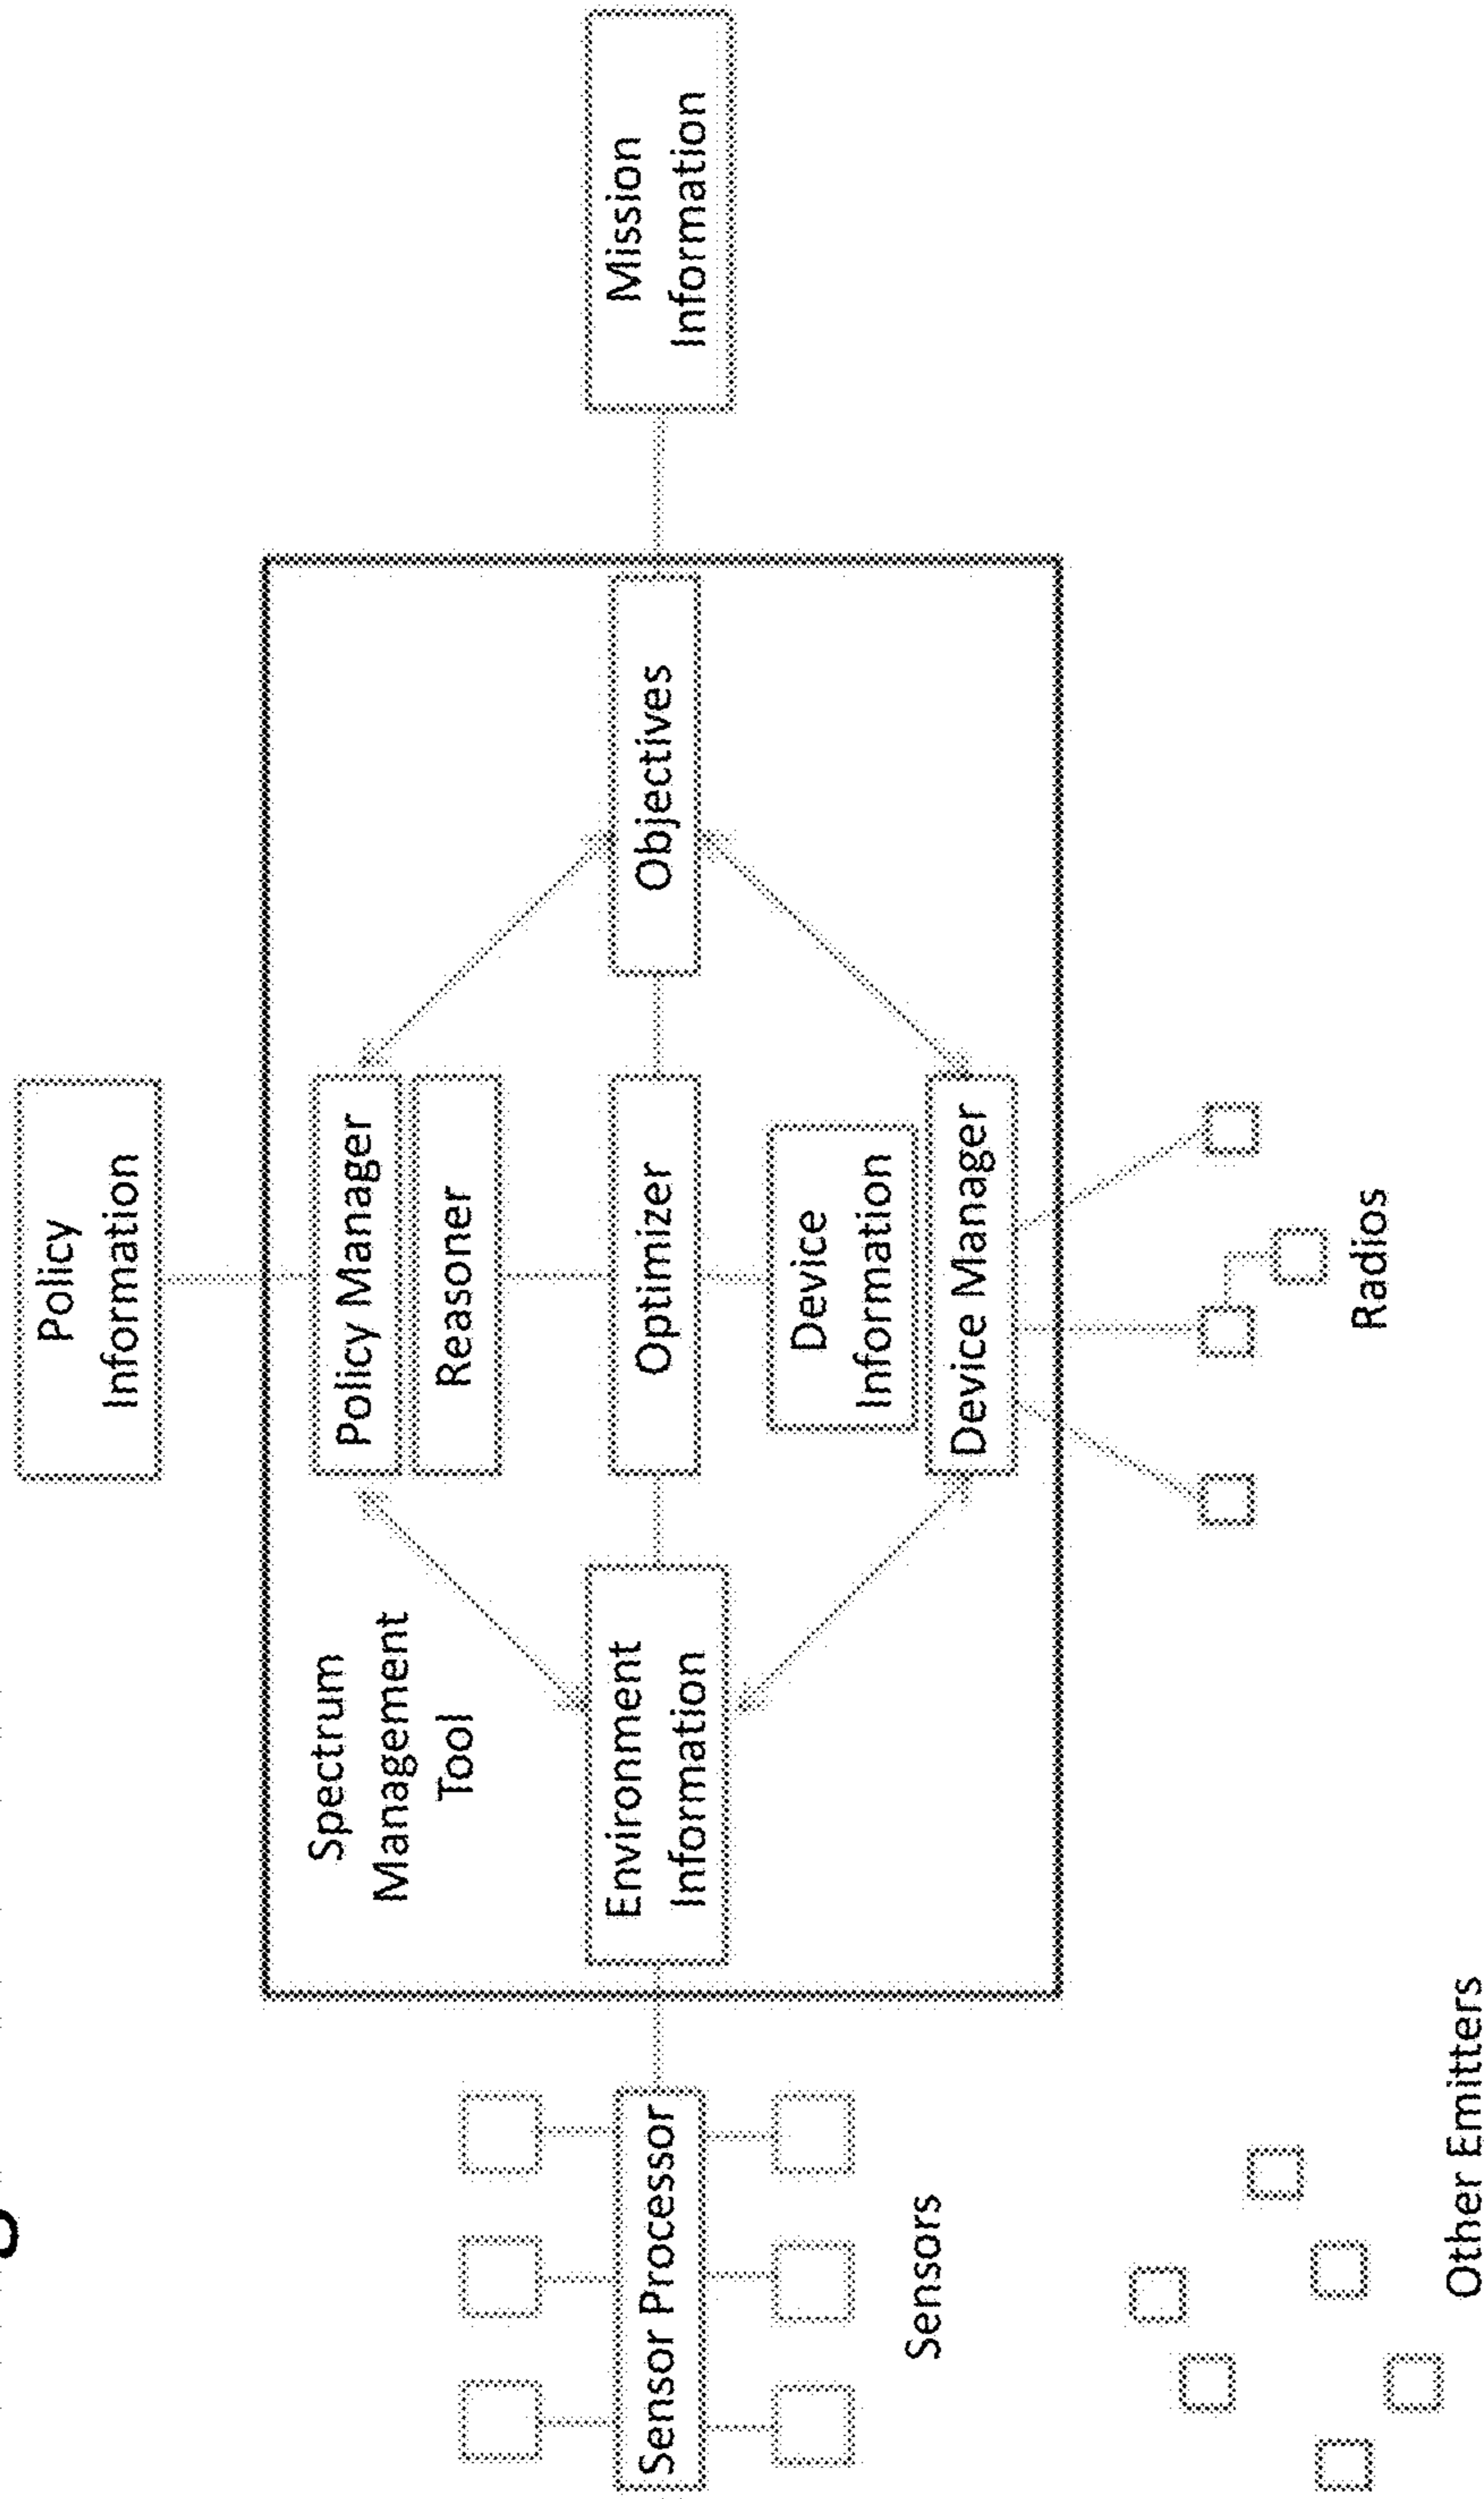 Policy
Information
Spectrum
Management
Tool
Policy Manager
Reasoner
Sensor Processor
Environment
Information
Optimizer
Objectives
Mission
Information
Device
Information
Device Manager
Sensors
Radios
Other Emitters